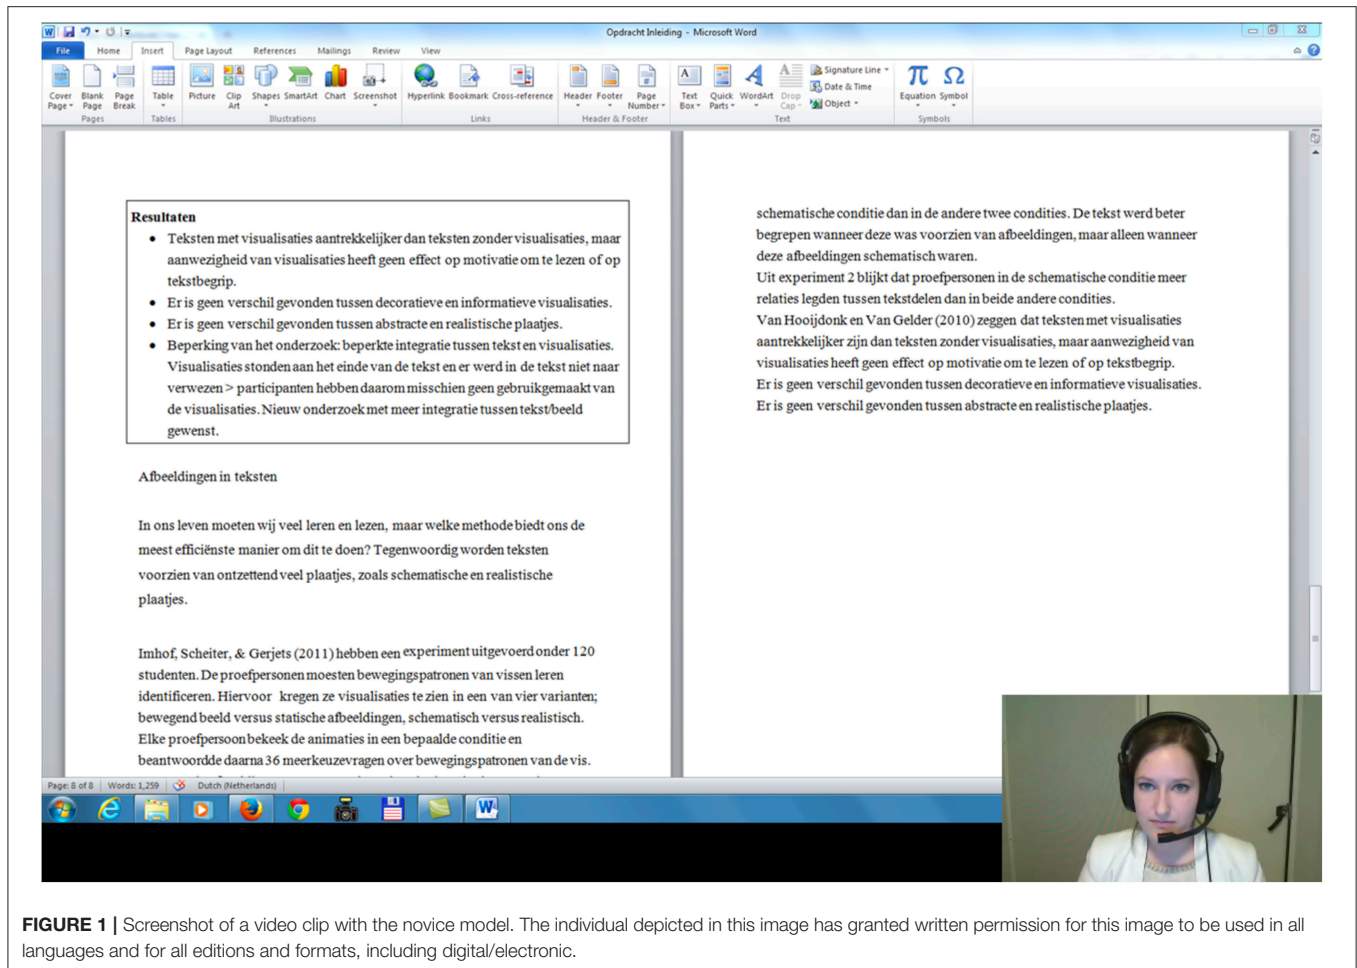 Opdracht Inleiding - Microsoft Word
File Home Insert Page Layout References Mailings Review View
Cover Page Blank Page Page Break Table Picture Clip Art Shapes SmartArt Chart Screenshot Hyperlink Bookmark Cross-reference Header Footer Page Number Text Box Quick Parts WordArt Drop Cap Signature Line Date & Time Object Equation Symbol
Pages Tables Illustrations Links Header & Footer Text Symbols
Resultaten
• Teksten met visualisaties aantrekkelijker dan teksten zonder visualisaties, maar
aanwezigheid van visualisaties heeft geen effect op motivatie om te lezen of op
tekstbegrip.
• Er is geen verschil gevonden tussen decoratieve en informatieve visualisaties.
• Er is geen verschil gevonden tussen abstracte en realistische plaatjes.
• Beperking van het onderzoek: beperkte integratie tussen tekst en visualisaties.
Visualisaties stonden aan het einde van de tekst en er werd in de tekst niet naar
verwezen > participanten hebben daarom misschien geen gebruikgemaakt van
de visualisaties. Nieuw onderzoek met meer integratie tussen tekst/beeld
gewenst.
Afbeeldingen in teksten
In ons leven moeten wij veel leren en lezen, maar welke methode biedt ons de
meest efficiënste manier om dit te doen? Tegenwoordig worden teksten
voorzien van ontzettend veel plaatjes, zoals schematische en realistische
plaatjes.
Imhof, Scheiter, & Gerjets (2011) hebben een experiment uitgevoerd onder 120
studenten. De proefpersonen moesten bewegingspatronen van vissen leren
identificeren. Hiervoor kregen ze visualisaties te zien in een van vier varianten;
bewegend beeld versus statische afbeeldingen, schematisch versus realistisch.
Elke proefpersoon bekeek de animaties in een bepaalde conditie en
beantwoordde daarna 36 meerkeuzevragen over bewegingspatronen van de vis.
schematische conditie dan in de andere twee condities. De tekst werd beter
begrepen wanneer deze was voorzien van afbeeldingen, maar alleen wanneer
deze afbeeldingen schematisch waren.
Uit experiment 2 blijkt dat proefpersonen in de schematische conditie meer
relaties legden tussen tekstdelen dan in beide andere condities.
Van Hooijdonk en Van Gelder (2010) zeggen dat teksten met visualisaties
aantrekkelijker zijn dan teksten zonder visualisaties, maar aanwezigheid van
visualisaties heeft geen effect op motivatie om te lezen of op tekstbegrip.
Er is geen verschil gevonden tussen decoratieve en informatieve visualisaties.
Er is geen verschil gevonden tussen abstracte en realistische plaatjes.
Page: 8 of 8 Words: 1,259 Dutch (Netherlands)
FIGURE 1 | Screenshot of a video clip with the novice model. The individual depicted in this image has granted written permission for this image to be used in all
languages and for all editions and formats, including digital/electronic.